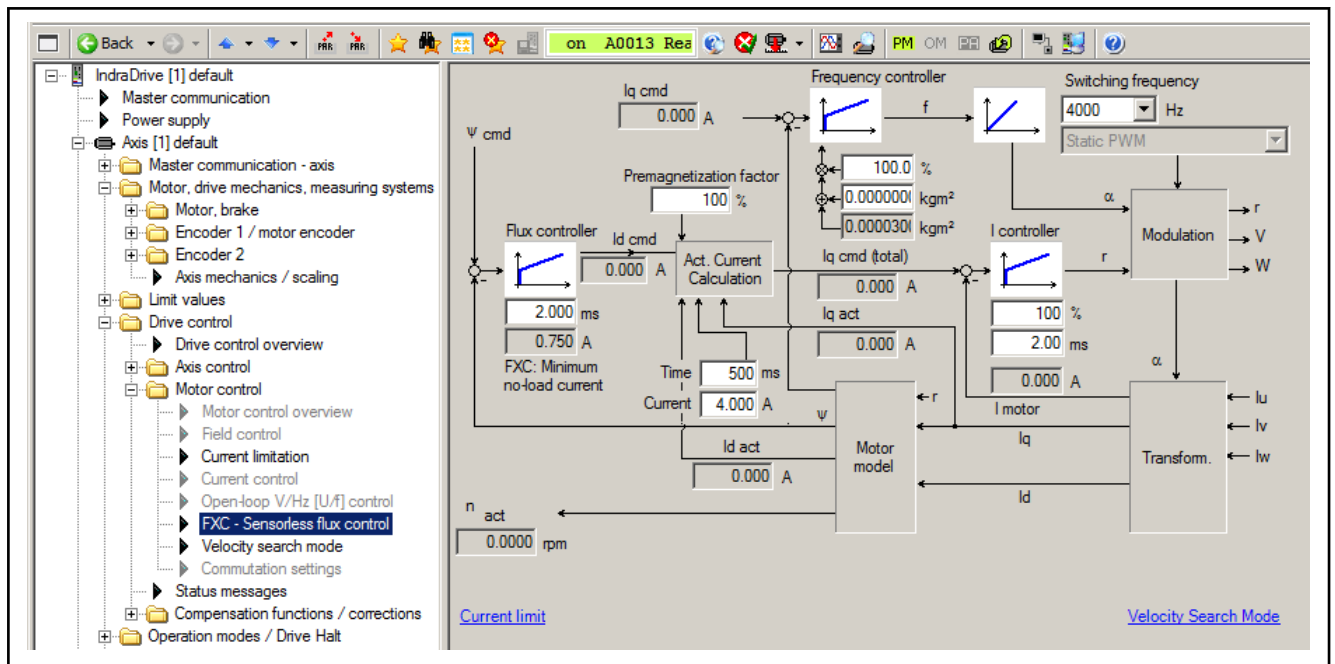 Back
PAR PAR
on A0013 Rea
PM OM
IndraDrive [1] default
Master communication
Power supply
Axis [1] default
Master communication - axis
Motor, drive mechanics, measuring systems
Motor, brake
Encoder 1 / motor encoder
Encoder 2
Axis mechanics / scaling
Limit values
Drive control
Drive control overview
Axis control
Motor control
Motor control overview
Field control
Current limitation
Current control
Open-loop V/Hz [U/f] control
FXC - Sensorless flux control
Velocity search mode
Commutation settings
Status messages
Compensation functions / corrections
Operation modes / Drive Halt
Iq cmd
0.000 A
Ψ cmd
Frequency controller
f
Switching frequency
4000 Hz
Static PWM
100.0 %
0.0000000 kgm²
0.0000300 kgm²
Premagnetization factor
100 %
Flux controller
2.000 ms
0.750 A
FXC: Minimum
no-load current
Id cmd
0.000 A
Act. Current
Calculation
Time 500 ms
Current 4.000 A
Iq cmd (total)
0.000 A
Iq act
0.000 A
I controller
100 %
2.00 ms
0.000 A
I motor
r
α
Modulation
r
V
W
α
Iu
Iv
Iw
Transform.
r
Iq
Id
Motor
model
ψ
Id act
0.000 A
n act
0.0000 rpm
Current limit
Velocity Search Mode